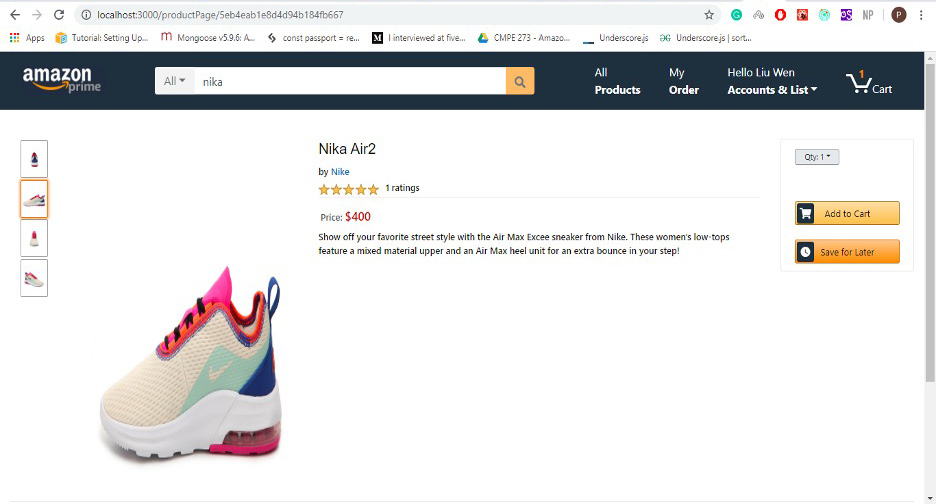 localhost:3000/productPage/5eb4eab1e8d4d94b184fb667
Apps Tutorial: Setting Up... Mongoose v5.9.6: A... const passport = re... I interviewed at five... CMPE 273 - Amazo... Underscore.js Underscore.js | sort...
NP P
amazon prime
All nika
All Products
My Order
Hello Liu Wen
Accounts & List
1 Cart
Nika Air2
by Nike
1 ratings
Price: $400
Show off your favorite street style with the Air Max Excee sneaker from Nike. These women's low-tops
feature a mixed material upper and an Air Max heel unit for an extra bounce in your step!
Qty: 1
Add to Cart
Save for Later